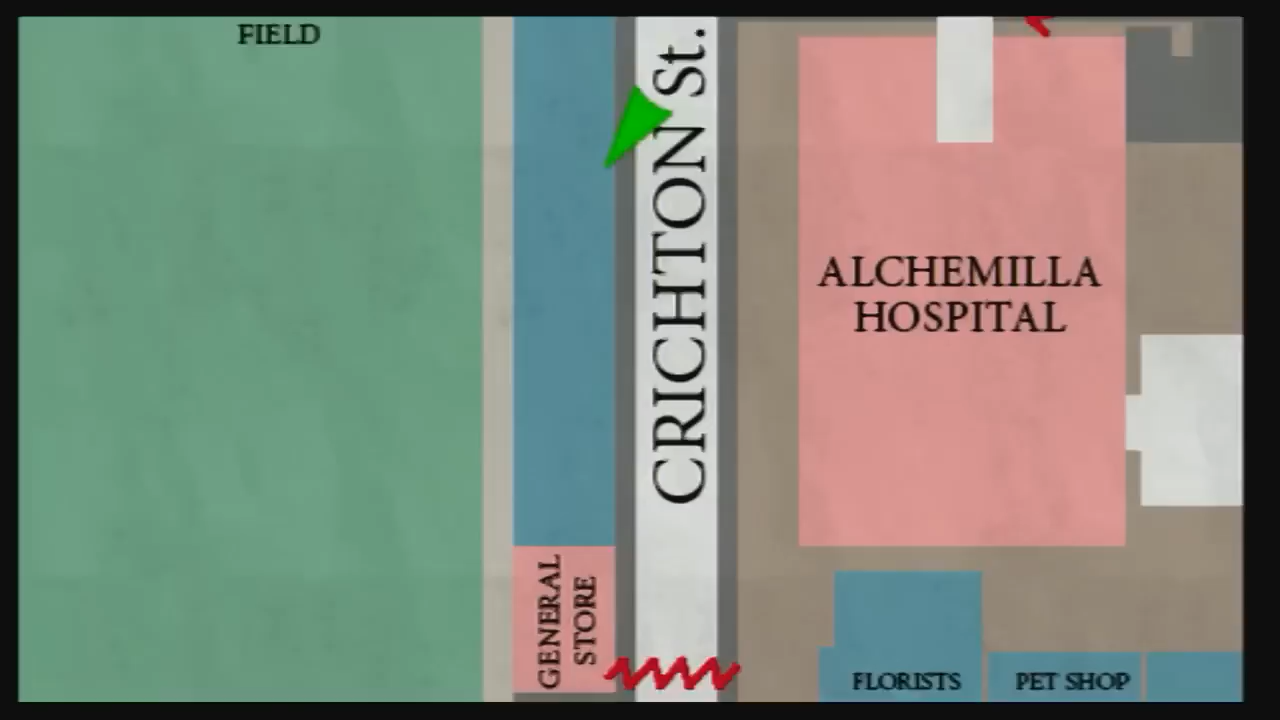 FIELD
CRICHTON St.
ALCHEMILLA
HOSPITAL
GENERAL
STORE
FLORISTS
PET SHOP